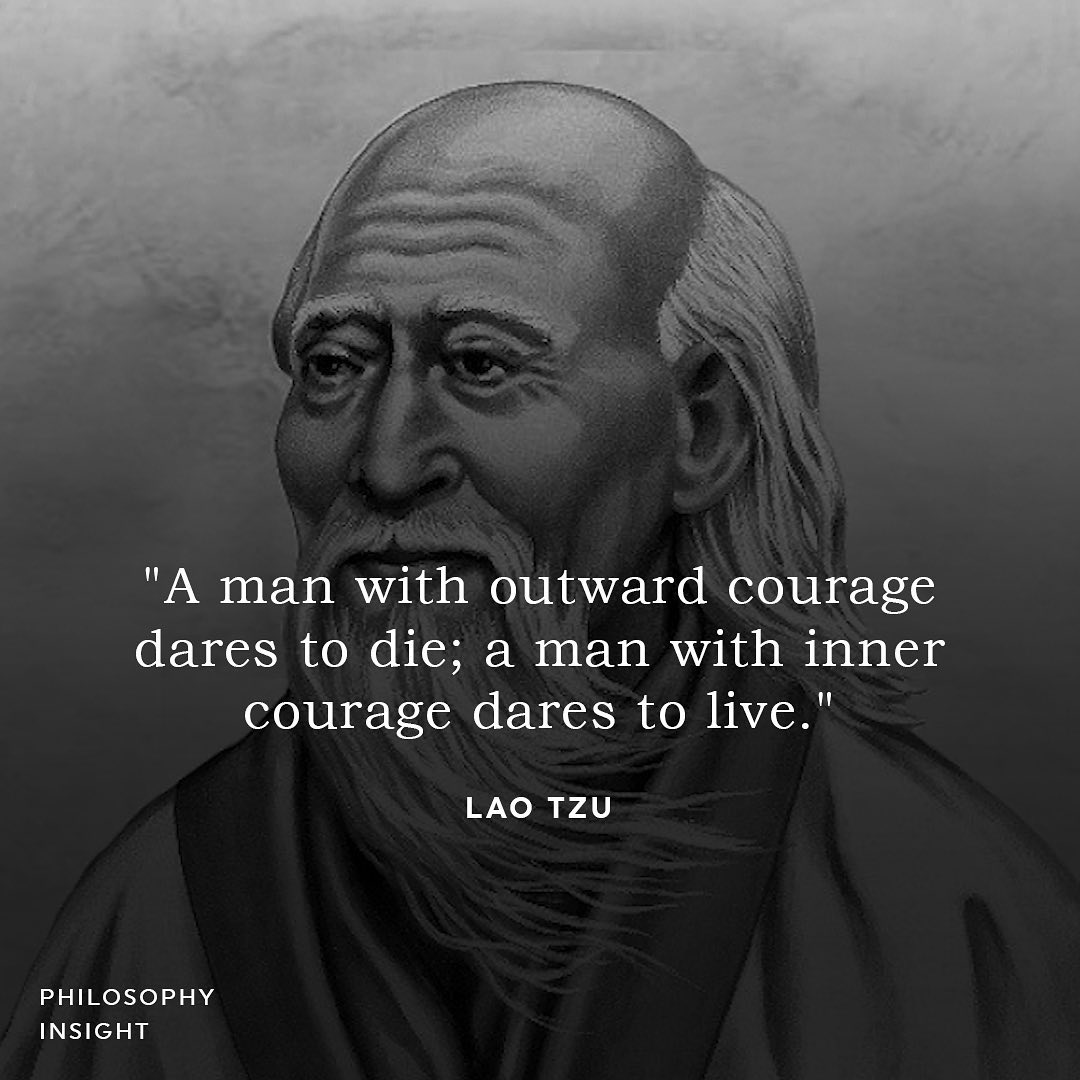 "A man with outward courage
dares to die; a man with inner
courage dares to live."
LAO TZU
PHILOSOPHY
INSIGHT